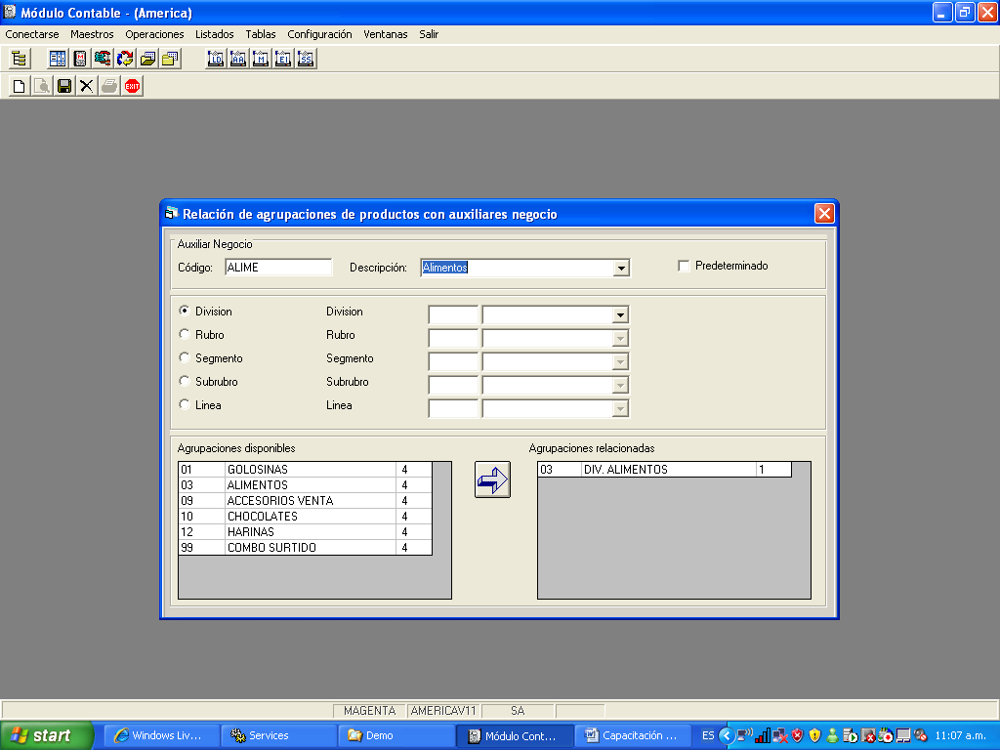 Módulo Contable - (America)
Conectarse Maestros Operaciones Listados Tablas Configuración Ventanas Salir
LD AA M EI SS
EXIT
Relación de agrupaciones de productos con auxiliares negocio
Auxiliar Negocio
Código: ALIME Descripción: Alimentos Predeterminado
Division Division
Rubro Rubro
Segmento Segmento
Subrubro Subrubro
Linea Linea
Agrupaciones disponibles Agrupaciones relacionadas
01 GOLOSINAS 4 03 DIV. ALIMENTOS 1
03 ALIMENTOS 4
09 ACCESORIOS VENTA 4
10 CHOCOLATES 4
12 HARINAS 4
99 COMBO SURTIDO 4
MAGENTA AMERICAV11 SA
start Windows Liv... Services Demo Módulo Cont... Capacitación ... ES 11:07 a.m.